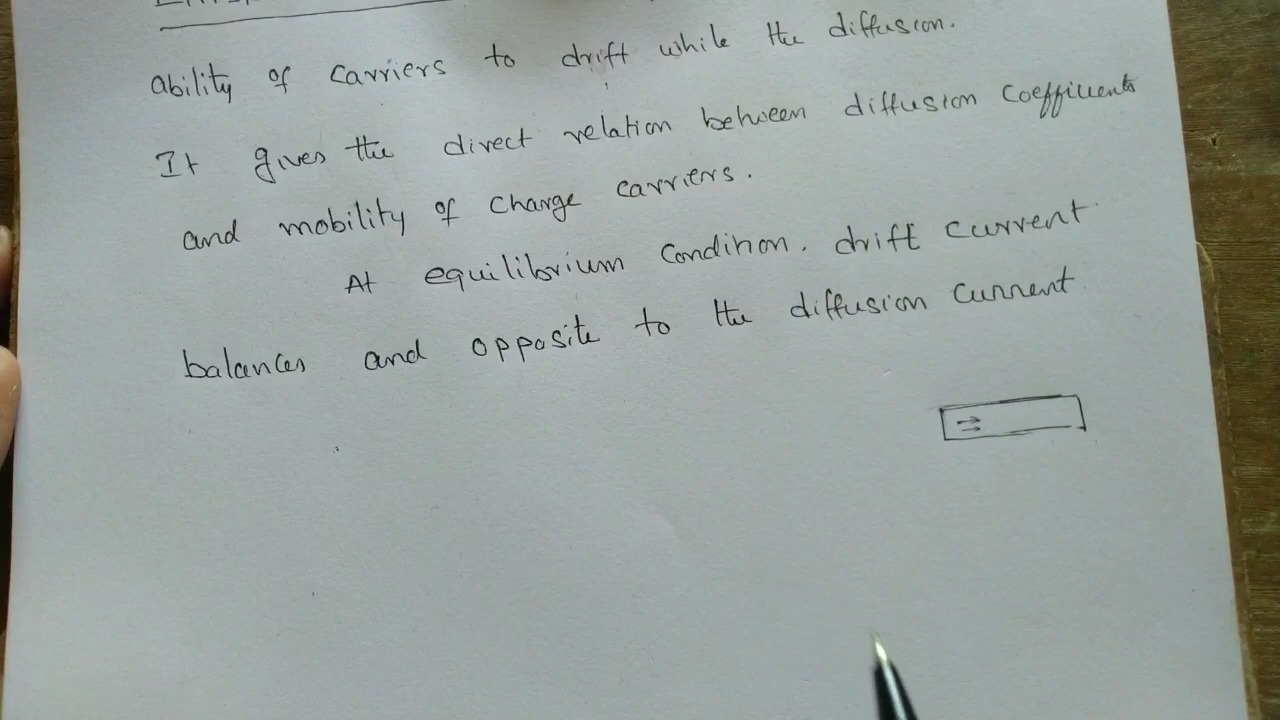 ability of carriers to drift while the diffusion.
It gives the direct relation between diffusion coefficients
and mobility of charge carriers.
At equilibrium condition. drift current
balances and opposite to the diffusion current